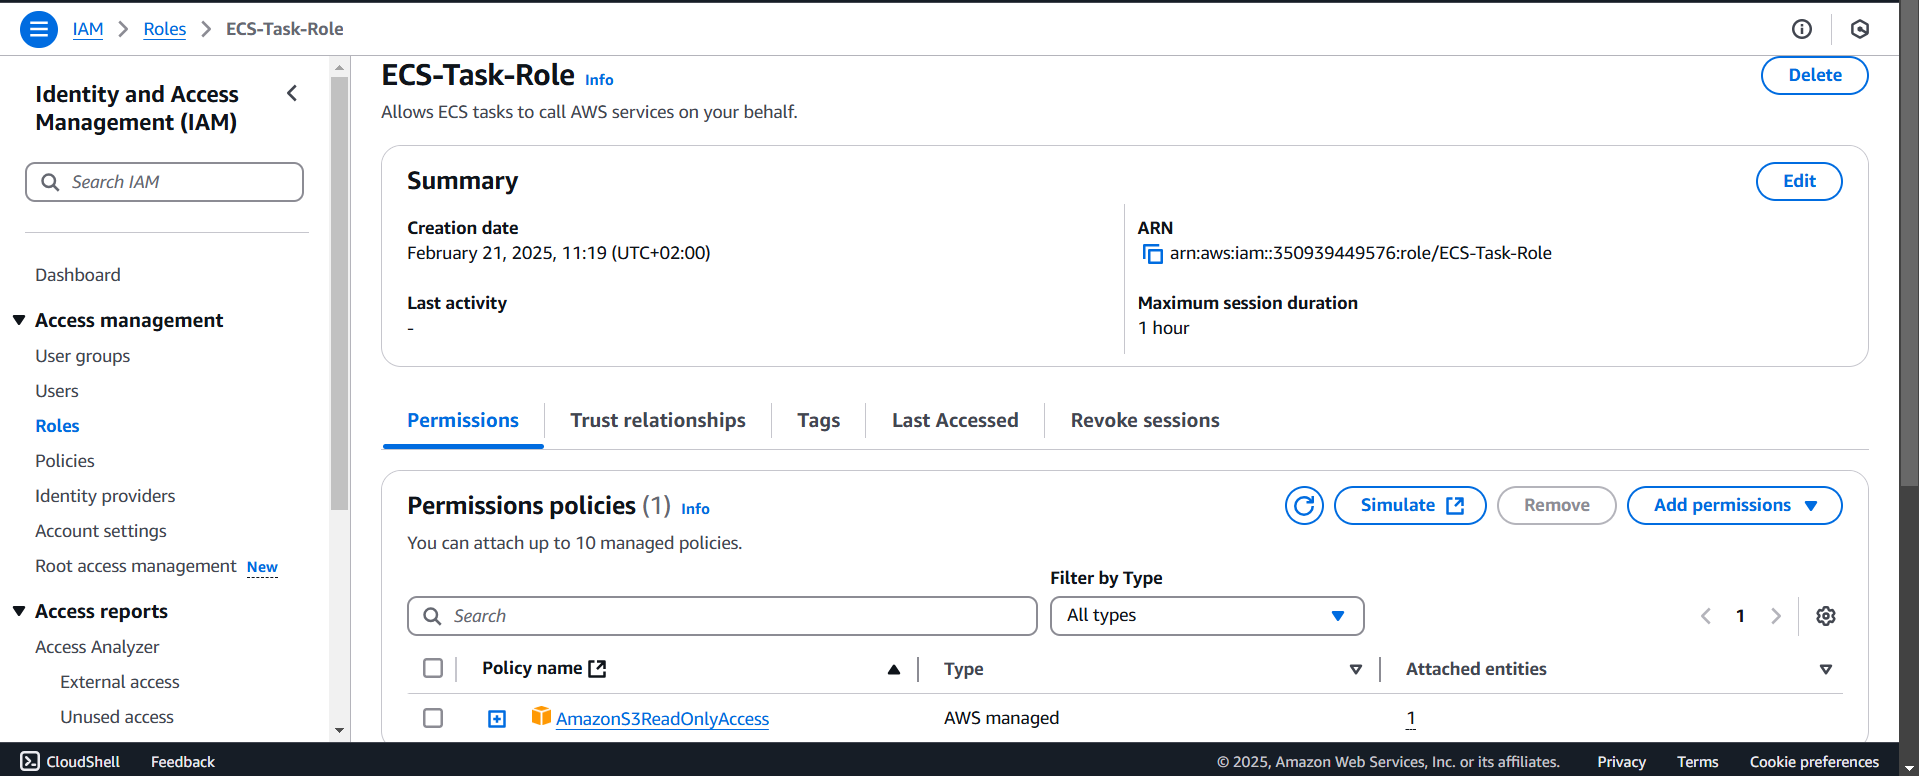 IAM > Roles > ECS-Task-Role
Identity and Access
Management (IAM)
Search IAM
Dashboard
Access management
User groups
Users
Roles
Policies
Identity providers
Account settings
Root access management New
Access reports
Access Analyzer
External access
Unused access
ECS-Task-Role Info
Delete
Allows ECS tasks to call AWS services on your behalf.
Summary
Edit
Creation date
February 21, 2025, 11:19 (UTC+02:00)
ARN
arn:aws:iam::350939449576:role/ECS-Task-Role
Last activity
-
Maximum session duration
1 hour
Permissions Trust relationships Tags Last Accessed Revoke sessions
Permissions policies (1) Info
Simulate Remove Add permissions
You can attach up to 10 managed policies.
Filter by Type
Search All types 1
Policy name Type Attached entities
AmazonS3ReadOnlyAccess AWS managed 1
CloudShell Feedback © 2025, Amazon Web Services, Inc. or its affiliates. Privacy Terms Cookie preferences